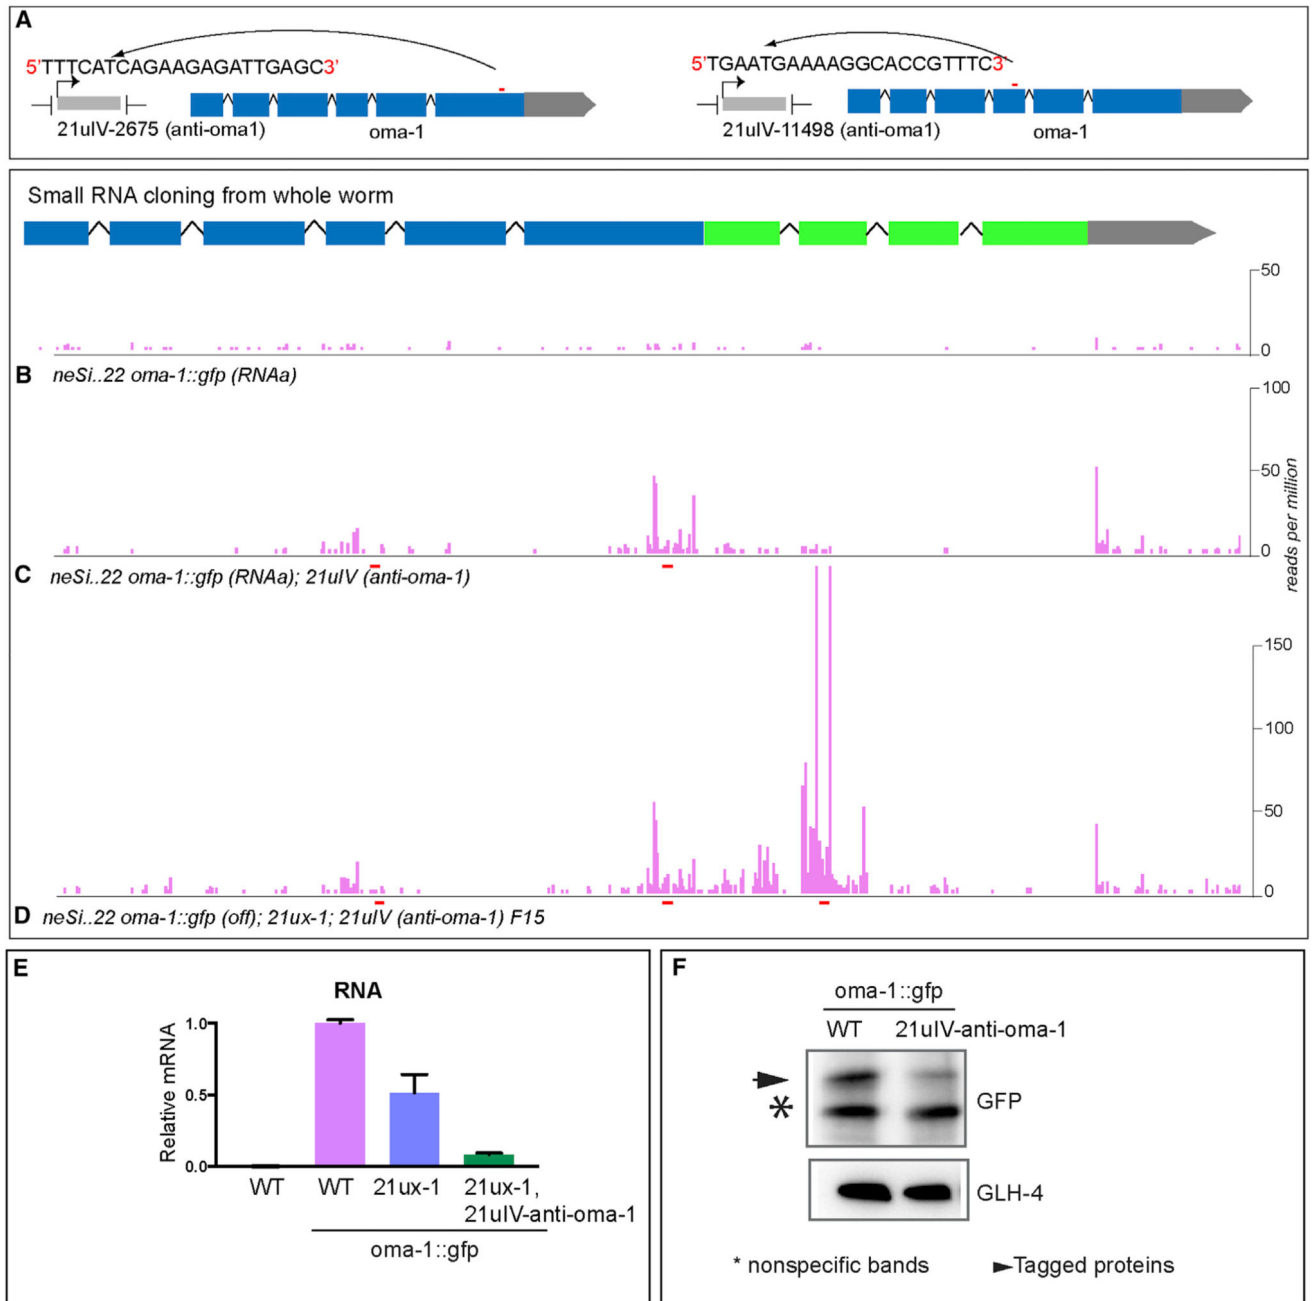 A
5'TTTCATCAGAAGAGATTGAGC3'
5'TGAATGAAAAGGCACCGTTTC3'
21uIV-2675 (anti-oma1)
oma-1
21uIV-11498 (anti-oma1)
oma-1
Small RNA cloning from whole worm
50
0
B neSi..22 oma-1::gfp (RNAa)
100
50
0
reads per million
C neSi..22 oma-1::gfp (RNAa); 21uIV (anti-oma-1)
150
100
50
0
D neSi..22 oma-1::gfp (off); 21ux-1; 21uIV (anti-oma-1) F15
E
RNA
Relative mRNA
1.0
0.5
0.0
WT
WT
21ux-1
21ux-1,
21uIV-anti-oma-1
oma-1::gfp
F
oma-1::gfp
WT
21uIV-anti-oma-1
*
GFP
GLH-4
* nonspecific bands
Tagged proteins